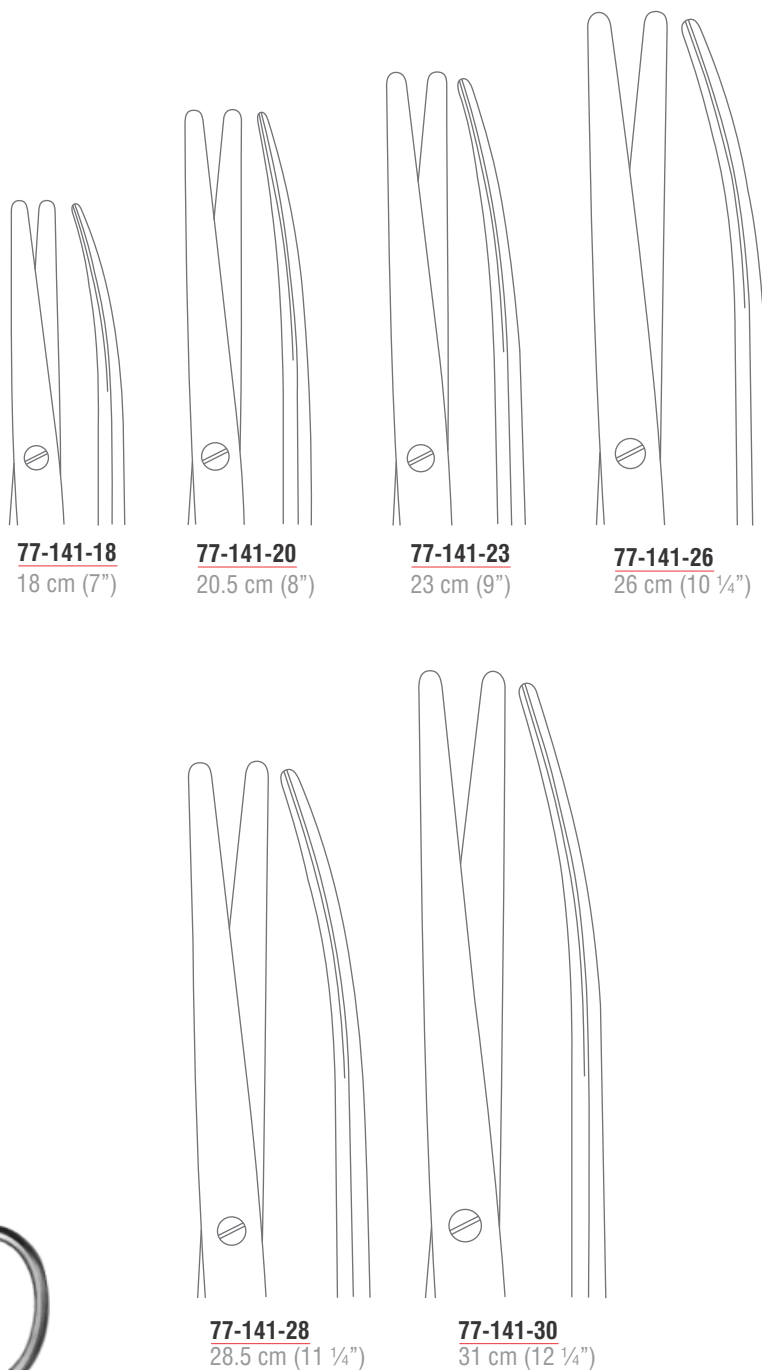 77-141-18
18 cm (7”)
77-141-20
20.5 cm (8”)
77-141-23
23 cm (9”)
77-141-26
26 cm (10 ¼”)
77-141-28
28.5 cm (11 ¼”)
77-141-30
31 cm (12 ¼”)